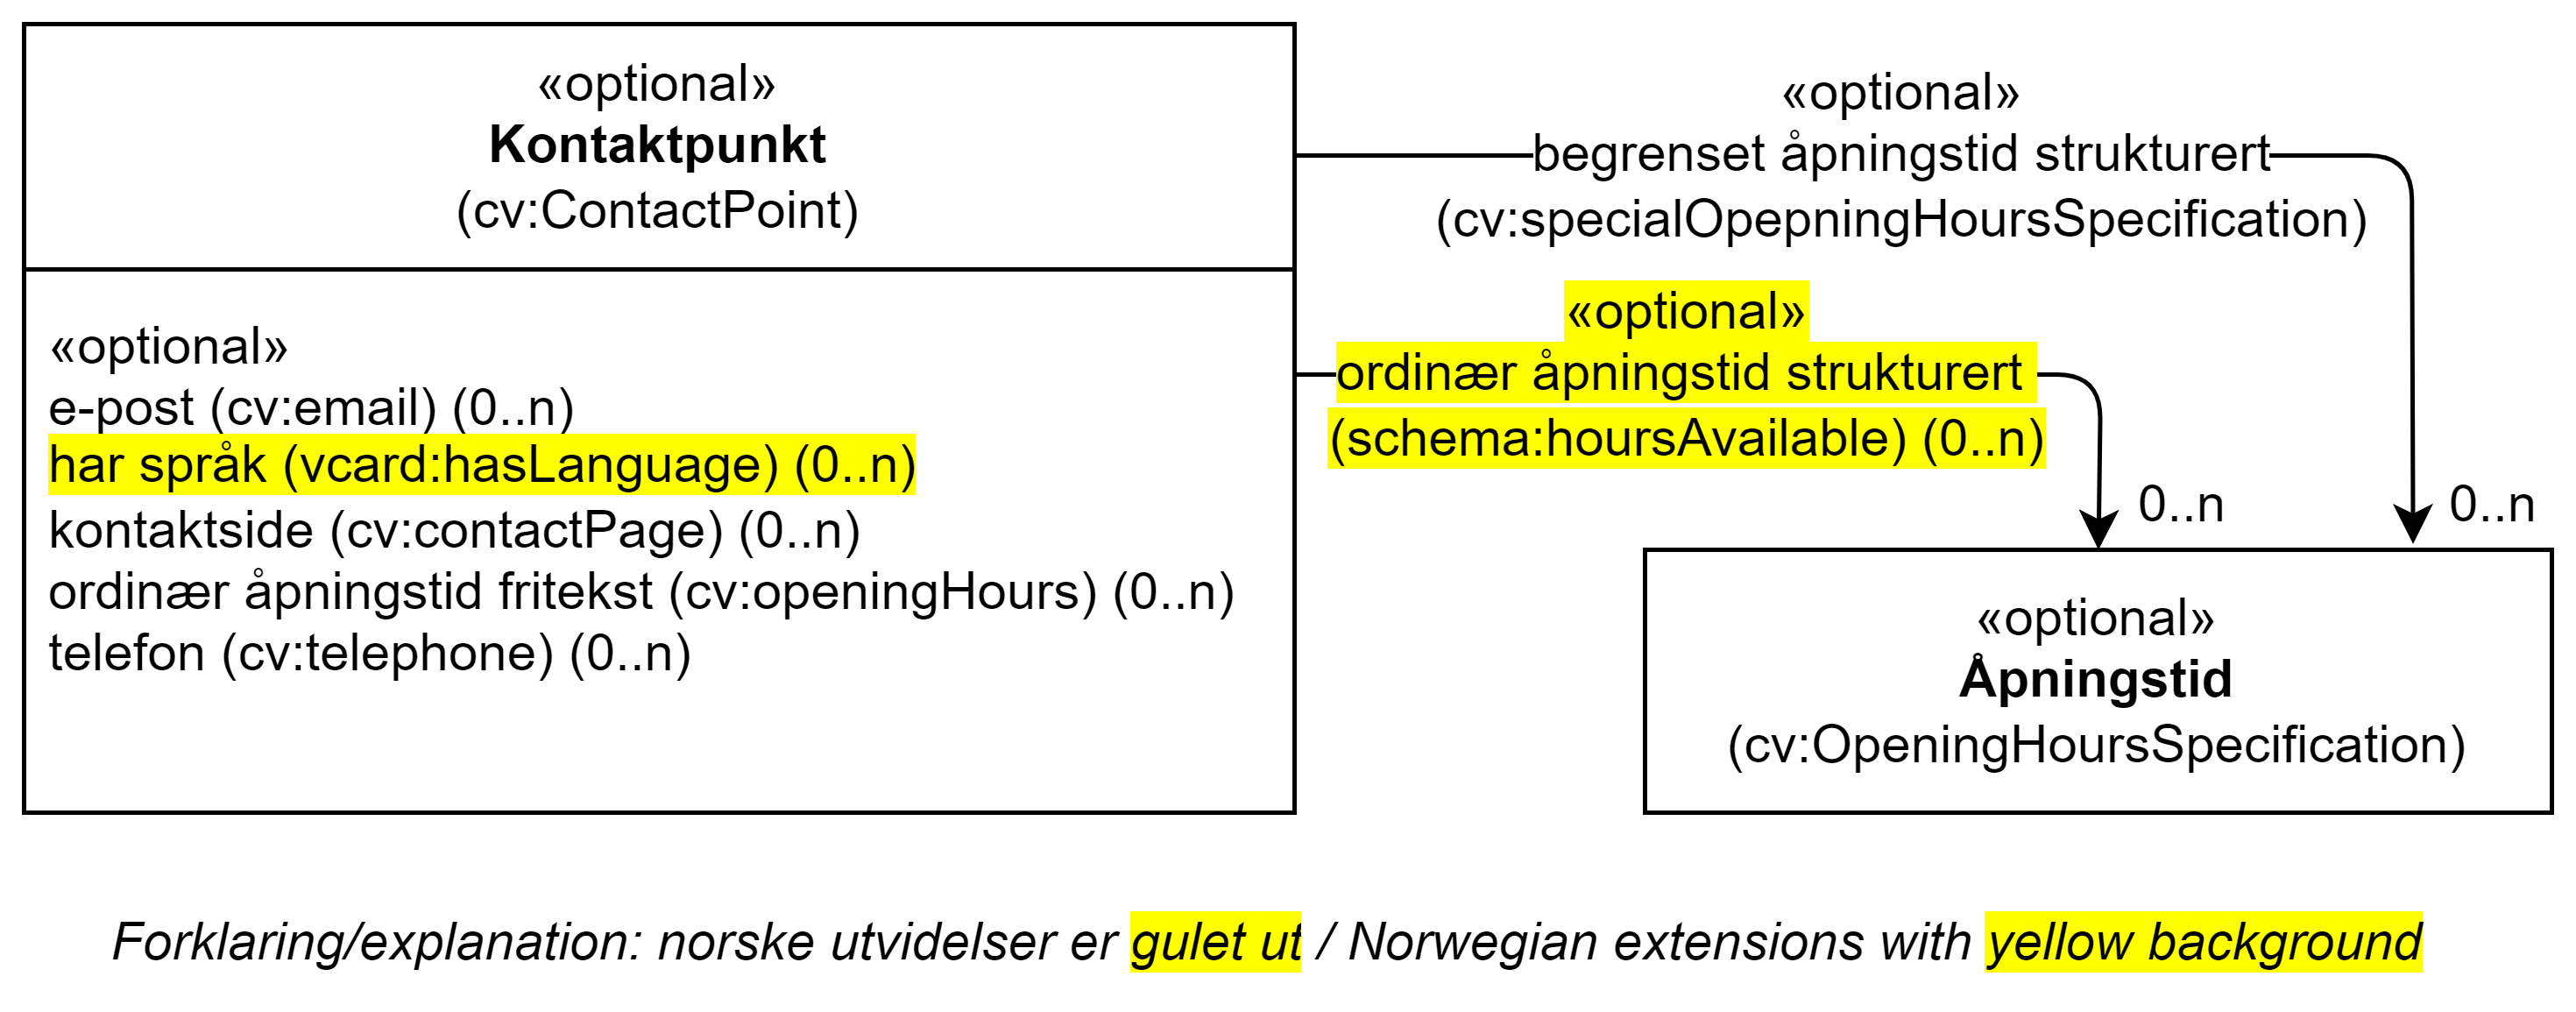 «optional»
Kontaktpunkt
(cv:ContactPoint)
«optional»
e-post (cv:email) (0..n)
har språk (vcard:hasLanguage) (0..n)
kontaktside (cv:contactPage) (0..n)
ordinær åpningstid fritekst (cv:openingHours) (0..n)
telefon (cv:telephone) (0..n)
«optional»
begrenset åpningstid strukturert
(cv:specialOpepningHoursSpecification)
«optional»
ordinær åpningstid strukturert
(schema:hoursAvailable) (0..n)
0..n
0..n
«optional»
Åpningstid
(cv:OpeningHoursSpecification)
Forklaring/explanation: norske utvidelser er gulet ut / Norwegian extensions with yellow background